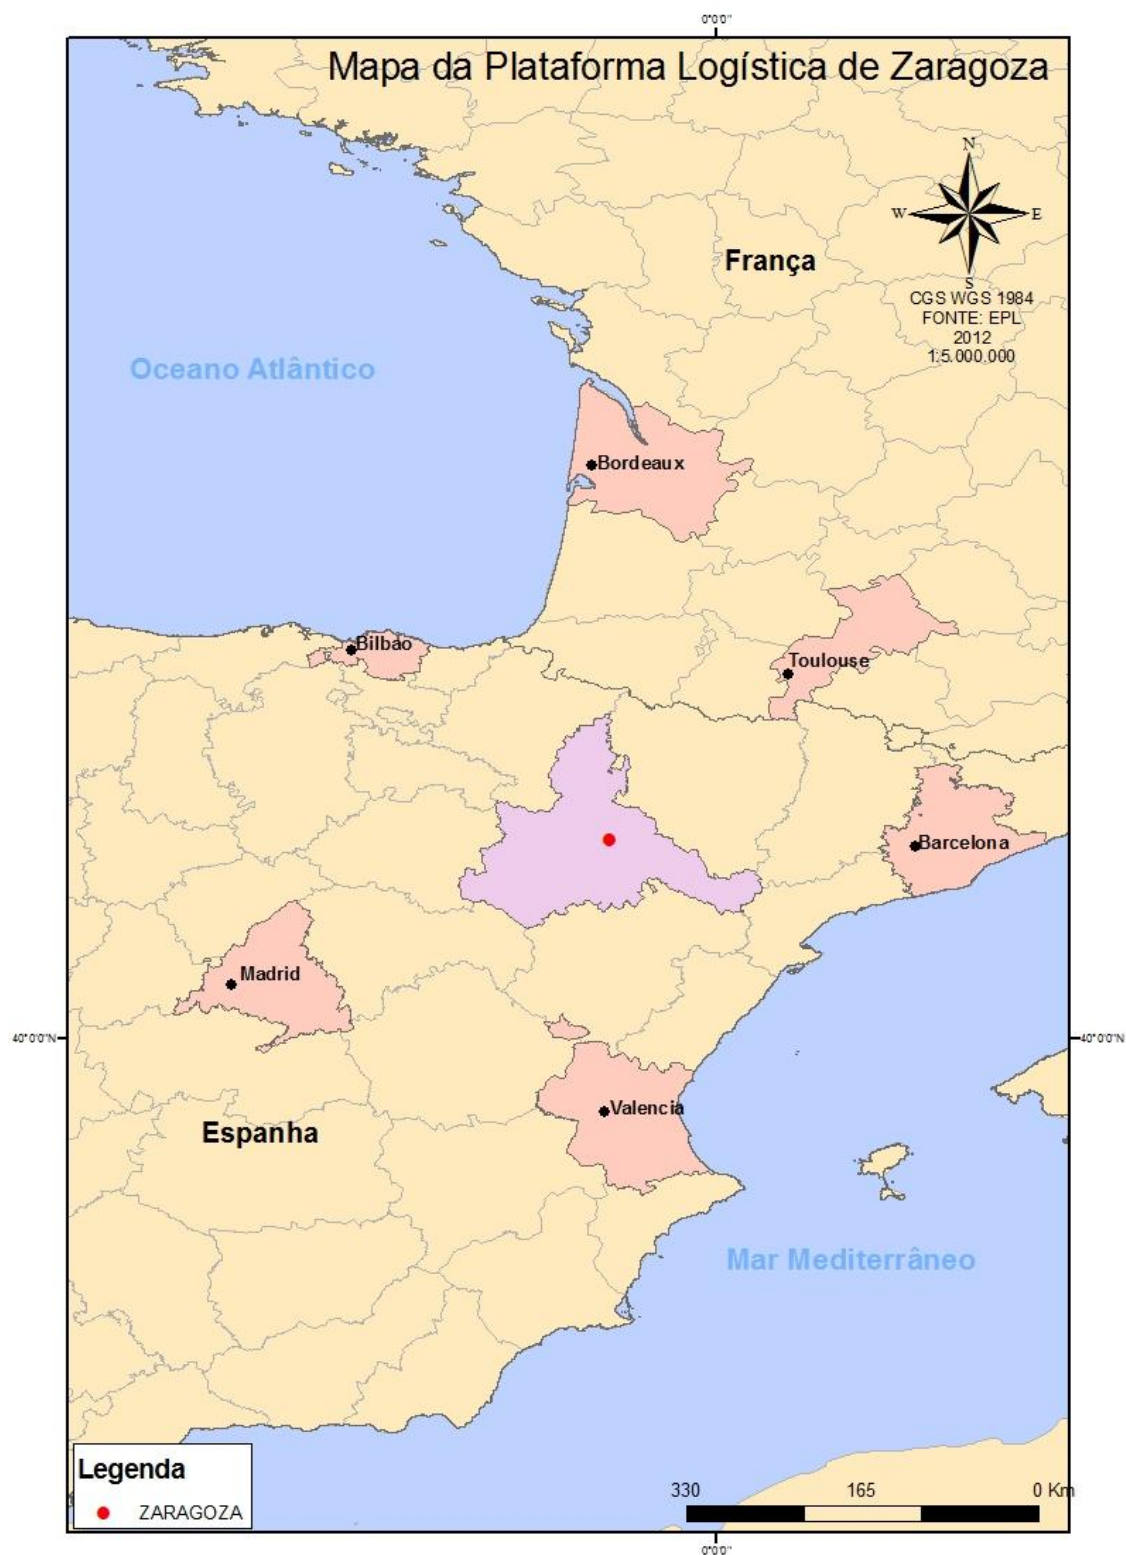 0°0'0"
Mapa da Plataforma Logística de Zaragoza
N
W
E
S
França
CGS WGS 1984
FONTE: EPL
2012
1:5.000.000
Oceano Atlântico
Bordeaux
Bilbao
Toulouse
Barcelona
Madrid
40°0'0"N
40°0'0"N
Valencia
Espanha
Mar Mediterrâneo
Legenda
ZARAGOZA
330 165 0 Km
0°0'0"